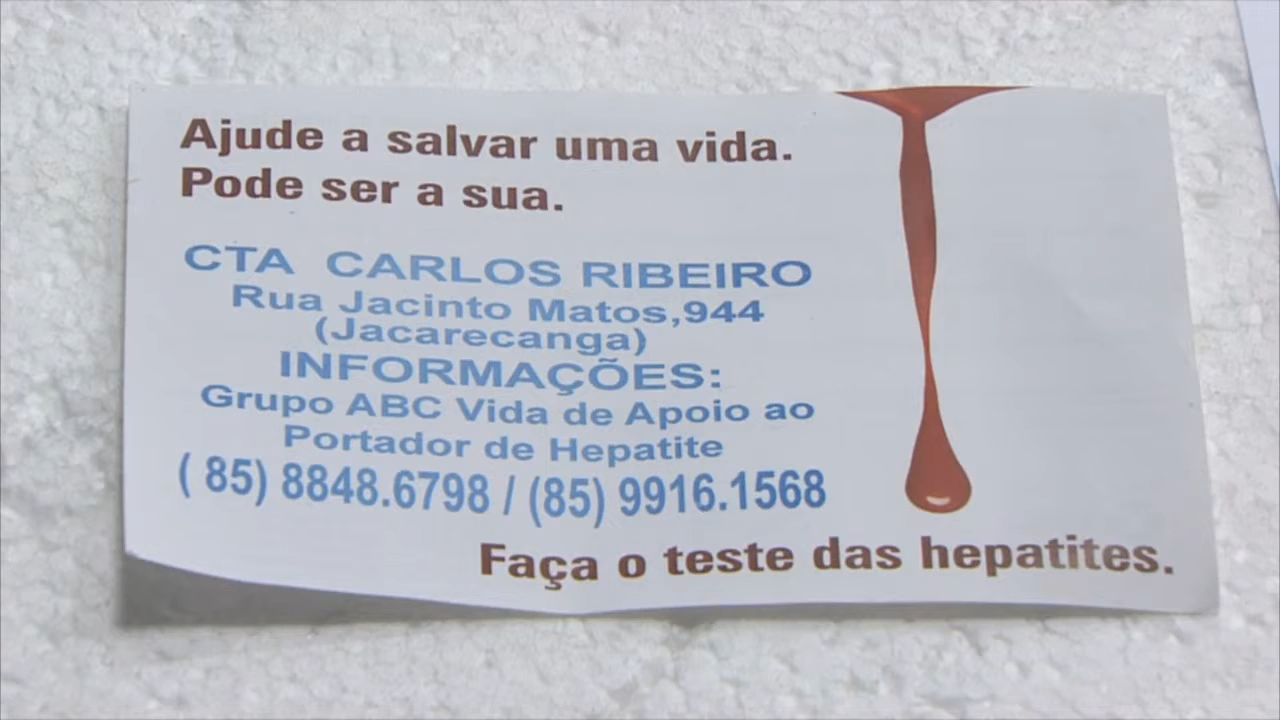 Ajude a salvar uma vida.
Pode ser a sua.
CTA CARLOS RIBEIRO
Rua Jacinto Matos,944
(Jacarecanga)
INFORMAÇÕES:
Grupo ABC Vida de Apoio ao
Portador de Hepatite
( 85) 8848.6798 / (85) 9916.1568
Faça o teste das hepatites.